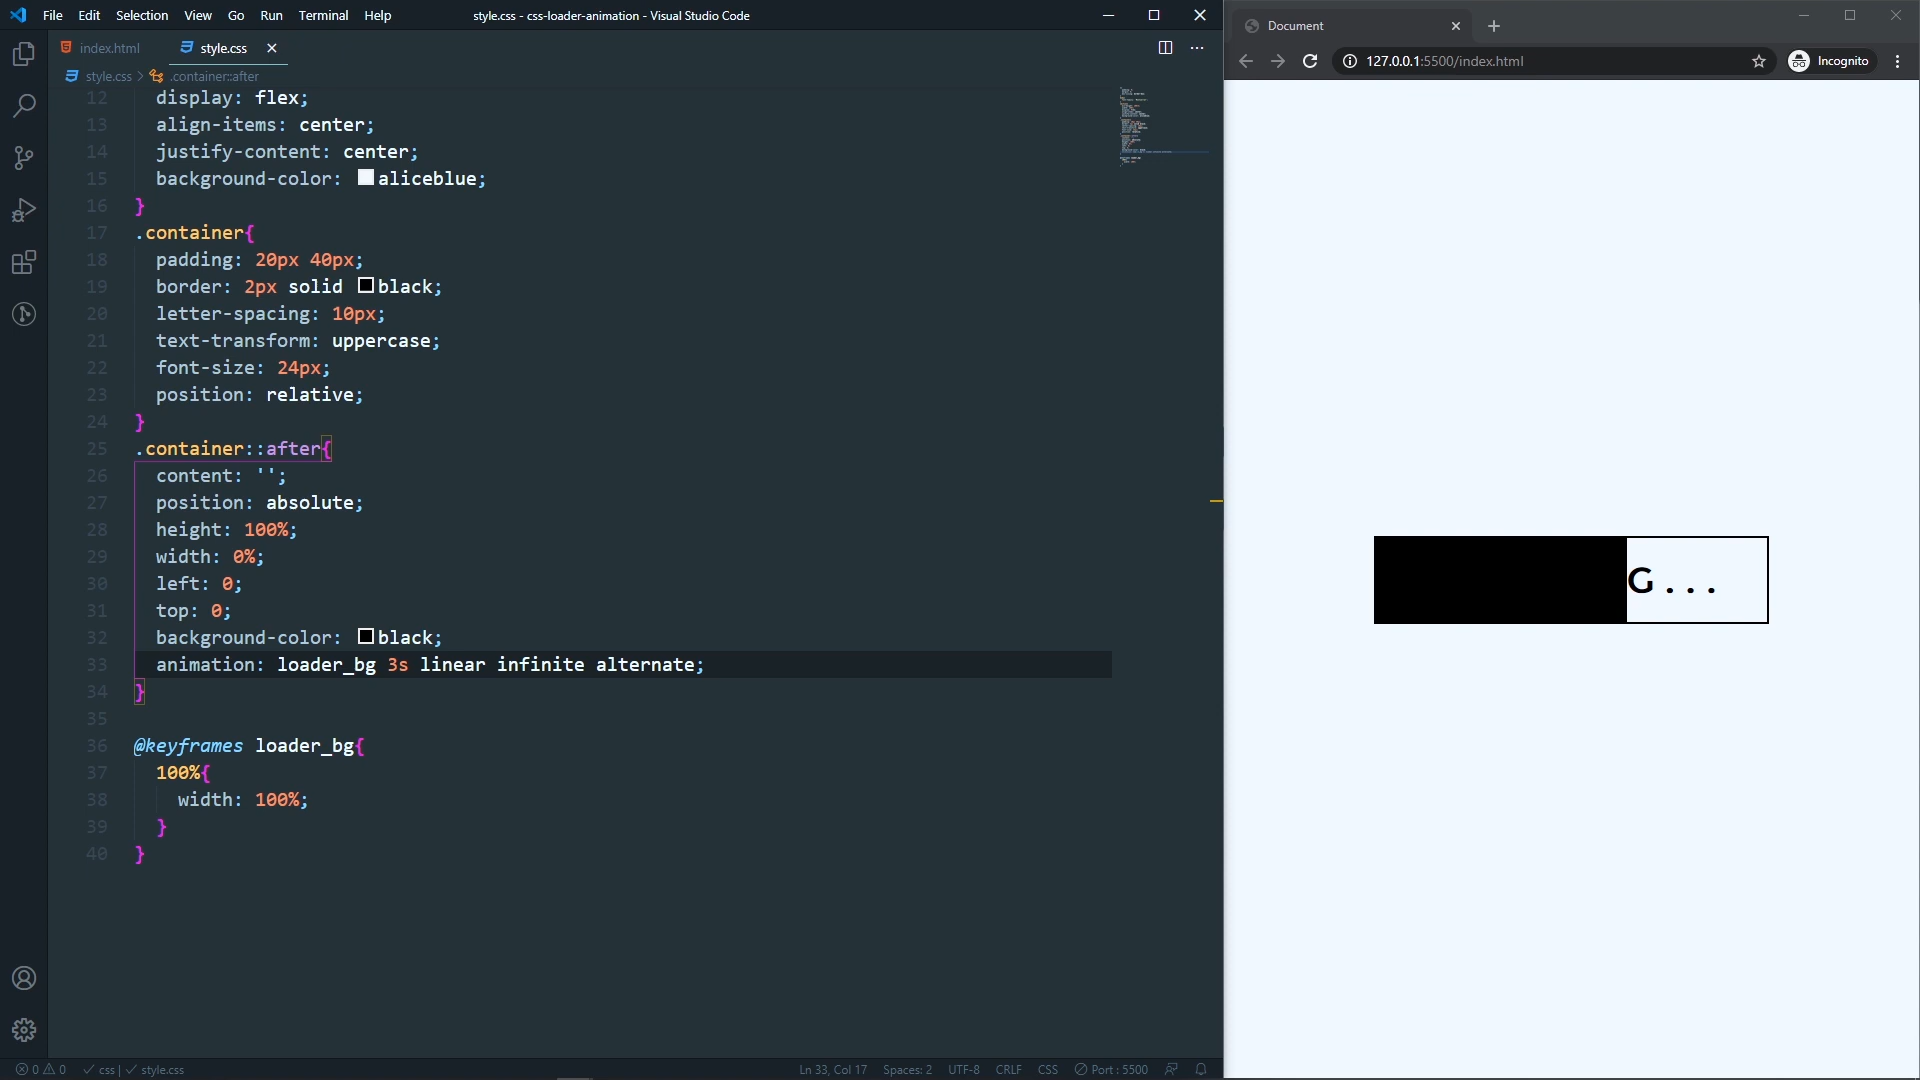 File Edit Selection View Go Run Terminal Help
style.css - css-loader-animation - Visual Studio Code
index.html
style.css
style.css > .container::after
12 display: flex;
13 align-items: center;
14 justify-content: center;
15 background-color: aliceblue;
16 }
17 .container{
18 padding: 20px 40px;
19 border: 2px solid black;
20 letter-spacing: 10px;
21 text-transform: uppercase;
22 font-size: 24px;
23 position: relative;
24 }
25 .container::after{
26 content: '';
27 position: absolute;
28 height: 100%;
29 width: 0%;
30 left: 0;
31 top: 0;
32 background-color: black;
33 animation: loader_bg 3s linear infinite alternate;
34 }
35
36 @keyframes loader_bg{
37 100%{
38 width: 100%;
39 }
40 }
0 0 css | style.css
Ln 33, Col 17 Spaces: 2 UTF-8 CRLF CSS Port : 5500
Document
127.0.0.1:5500/index.html
Incognito
G...